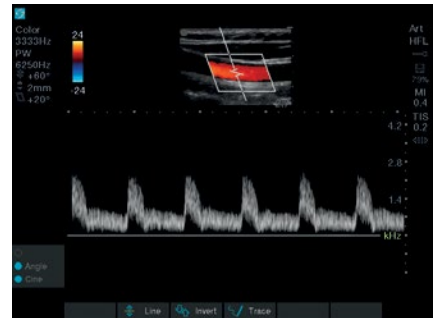 Color
3333Hz
PW
6250Hz
+60°
2mm
+20°
24
-24
Art
HFL
79%
MI
0.4
TIS
0.2
4.2
2.8
1.4
kHz
Angle
Cine
Line
Invert
Trace